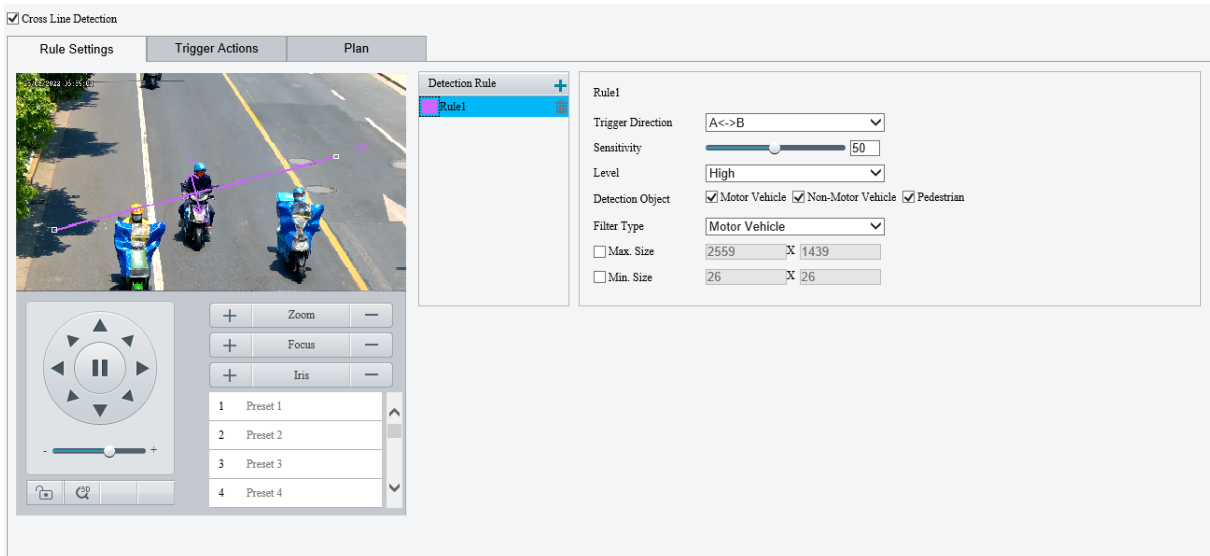 Cross Line Detection
Rule Settings
Trigger Actions
Plan
Detection Rule
Rule1
Rule1
Trigger Direction
A<->B
Sensitivity
50
Level
High
Detection Object
Motor Vehicle
Non-Motor Vehicle
Pedestrian
Filter Type
Motor Vehicle
Max. Size
2559 X 1439
Min. Size
26 X 26
+ Zoom −
+ Focus −
+ Iris −
1 Preset 1
2 Preset 2
3 Preset 3
4 Preset 4
- +
3D